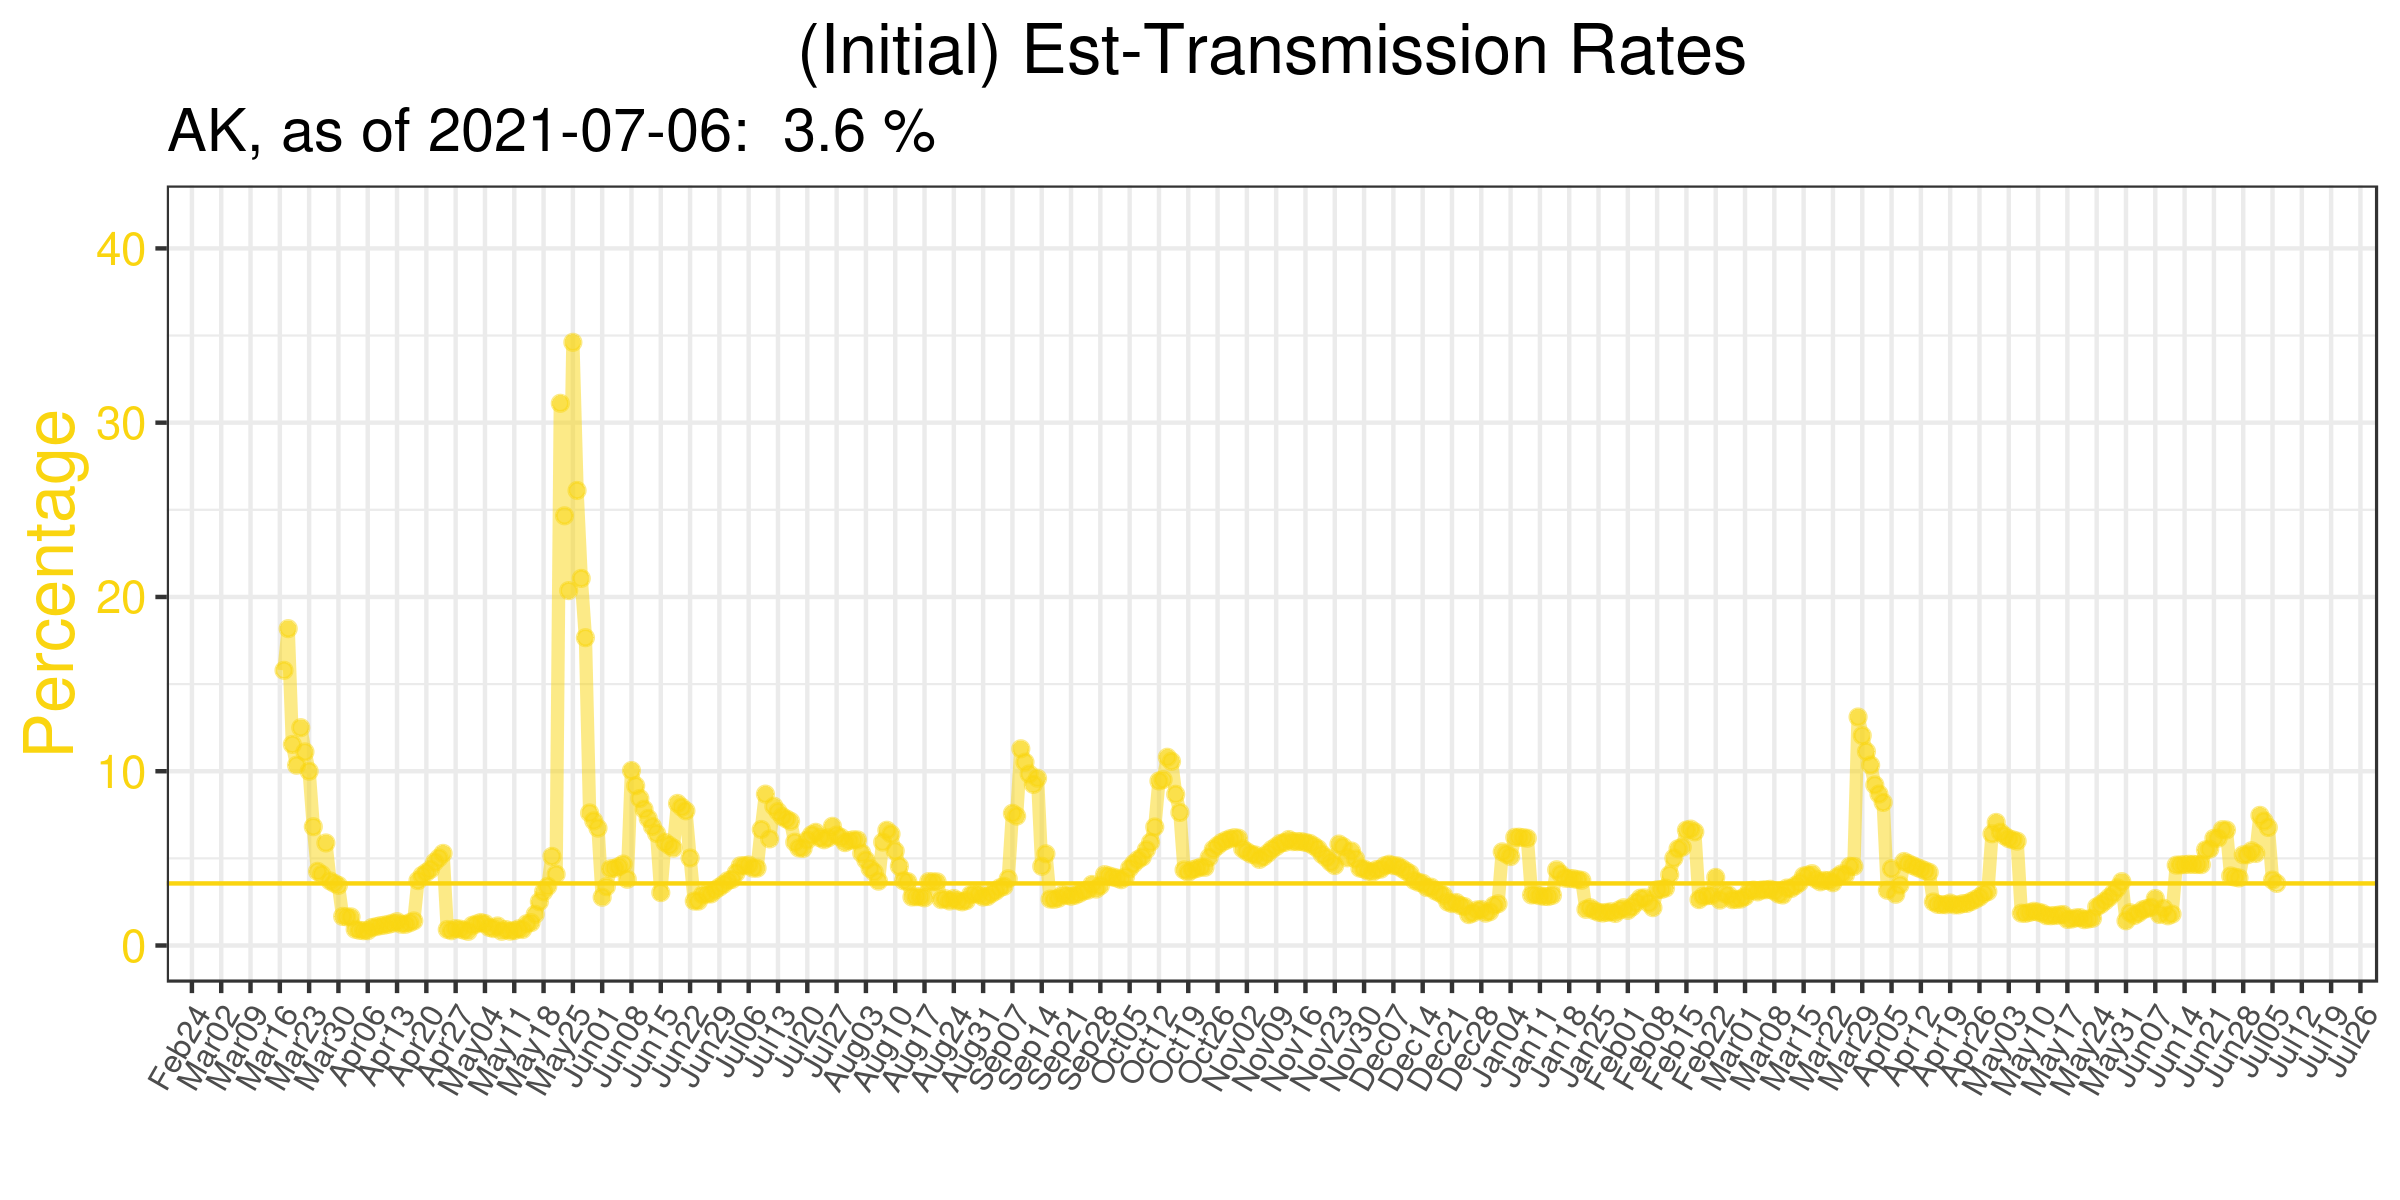 (Initial) Est-Transmission Rates
AK, as of 2021-07-06:  3.6 %
Percentage
40
30
20
10
0
Feb24
Mar02
Mar09
Mar16
Mar23
Mar30
Apr06
Apr13
Apr20
Apr27
May04
May11
May18
May25
Jun01
Jun08
Jun15
Jun22
Jun29
Jul06
Jul13
Jul20
Jul27
Aug03
Aug10
Aug17
Aug24
Aug31
Sep07
Sep14
Sep21
Sep28
Oct05
Oct12
Oct19
Oct26
Nov02
Nov09
Nov16
Nov23
Nov30
Dec07
Dec14
Dec21
Dec28
Jan04
Jan11
Jan18
Jan25
Feb01
Feb08
Feb15
Feb22
Mar01
Mar08
Mar15
Mar22
Mar29
Apr05
Apr12
Apr19
Apr26
May03
May10
May17
May24
May31
Jun07
Jun14
Jun21
Jun28
Jul05
Jul12
Jul19
Jul26